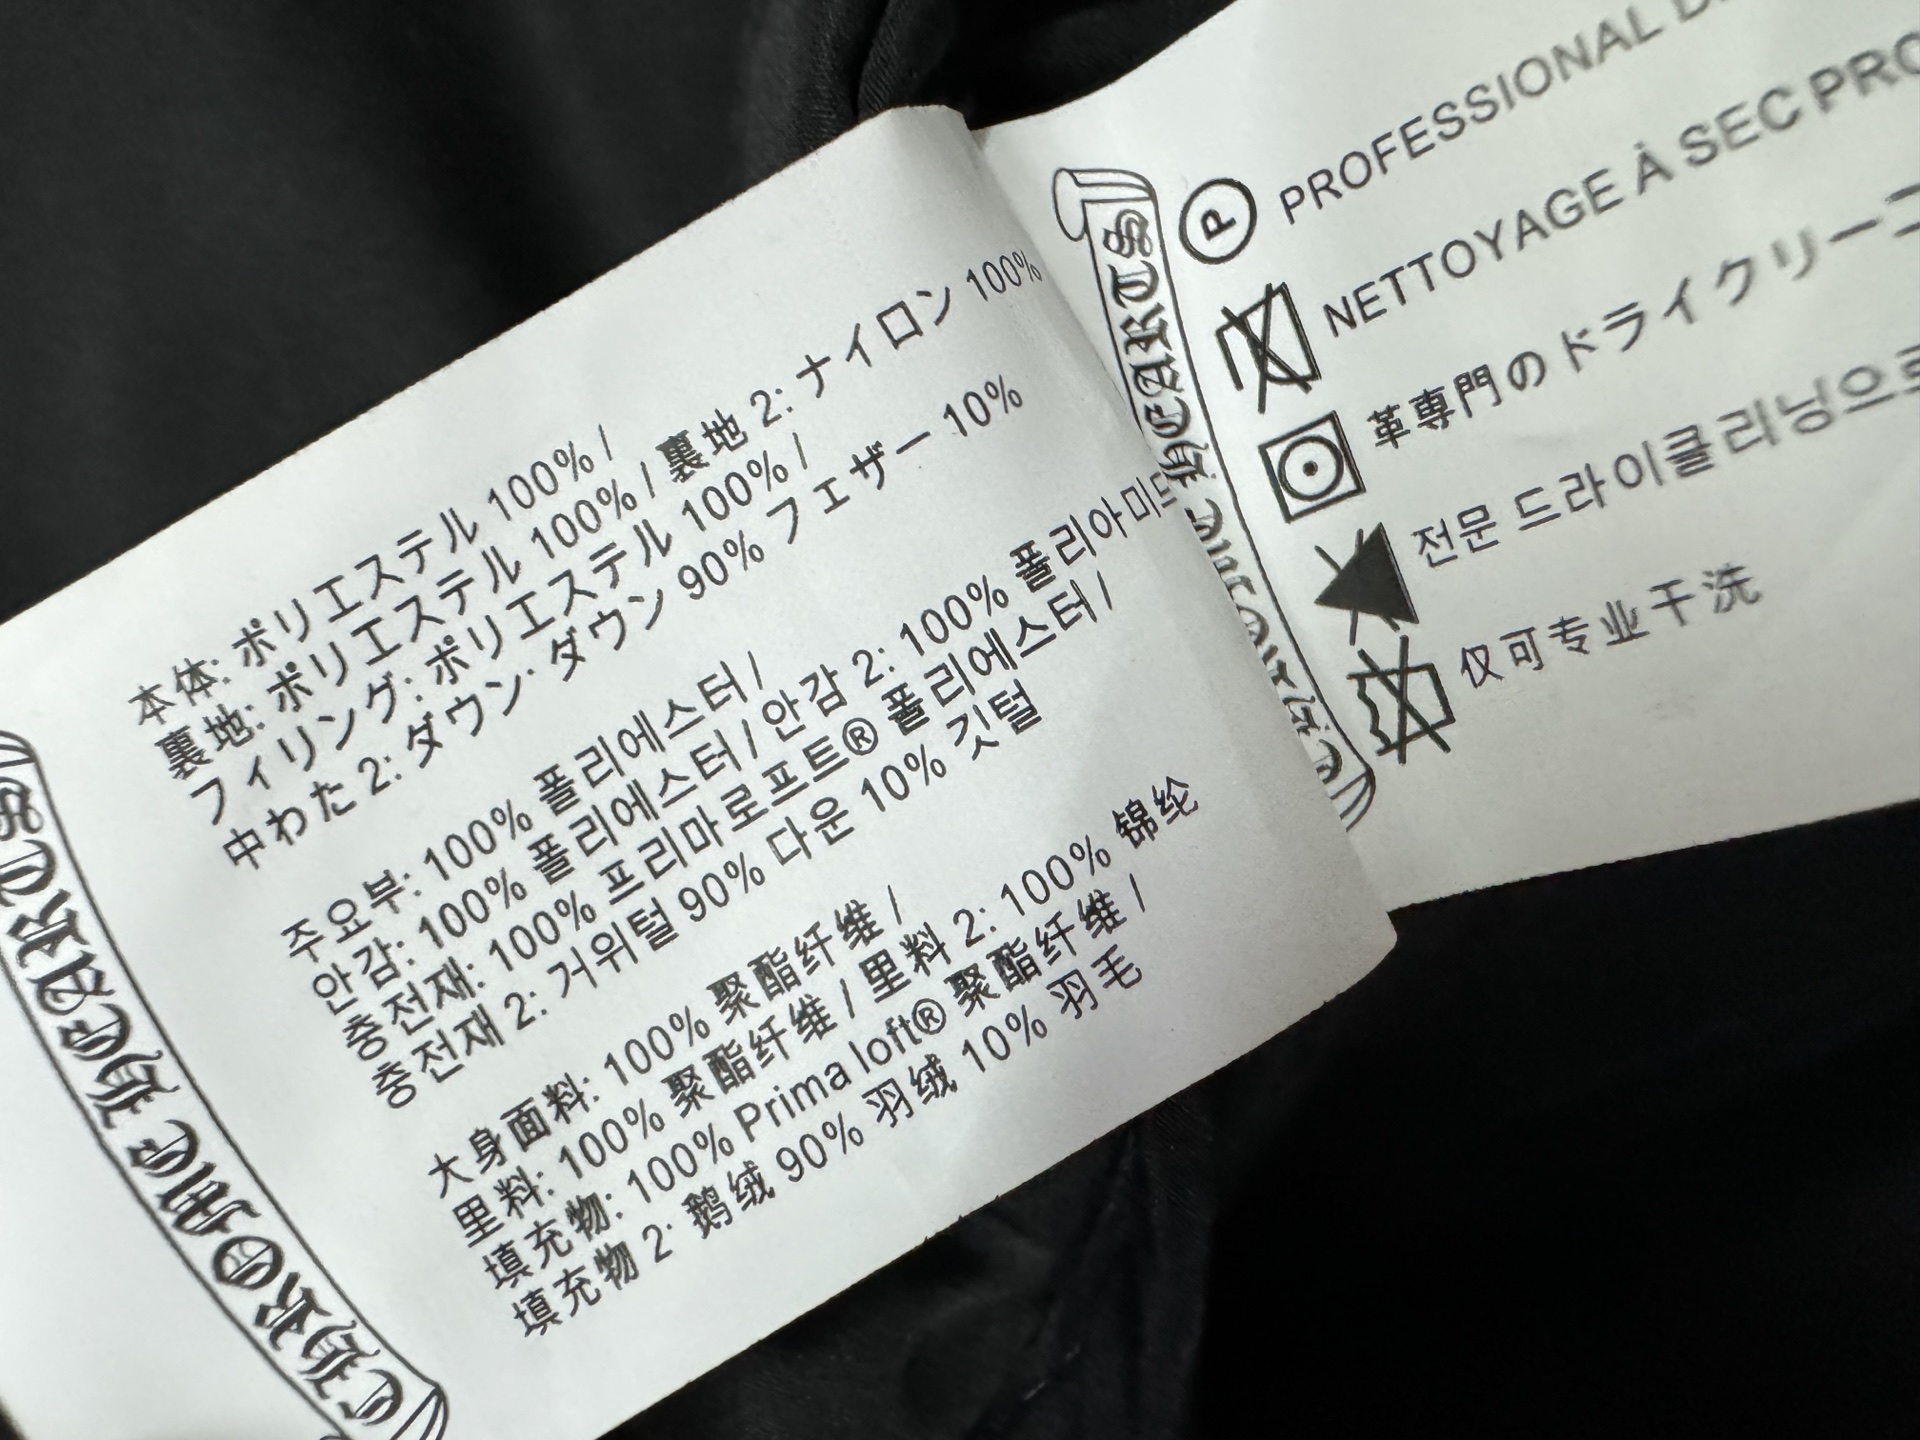 本体: ポリエステル 100% /
裏地: ポリエステル 100% / 裏地 2: ナイロン 100%
フィリング: ポリエステル 100% /
中わた 2: ダウン· ダウン 90% フェザー 10%
주요부: 100% 폴리에스터 /
안감: 100% 폴리에스터 / 안감 2: 100% 폴리아미드
충전재: 100% 프리마로프트® 폴리에스터 /
충전재 2: 거위털 90% 다운 10% 깃털
大身面料: 100% 聚酯纤维 /
里料: 100% 聚酯纤维 / 里料 2: 100% 锦纶
填充物: 100% Prima loft® 聚酯纤维 /
填充物 2· 鹅绒 90% 羽绒 10% 羽毛
CHROME HEARTS
CHROME HEARTS
P PROFESSIONAL
NETTOYAGE À SEC
革専門のドライクリー
전문 드라이클리닝으로
仅可专业干洗